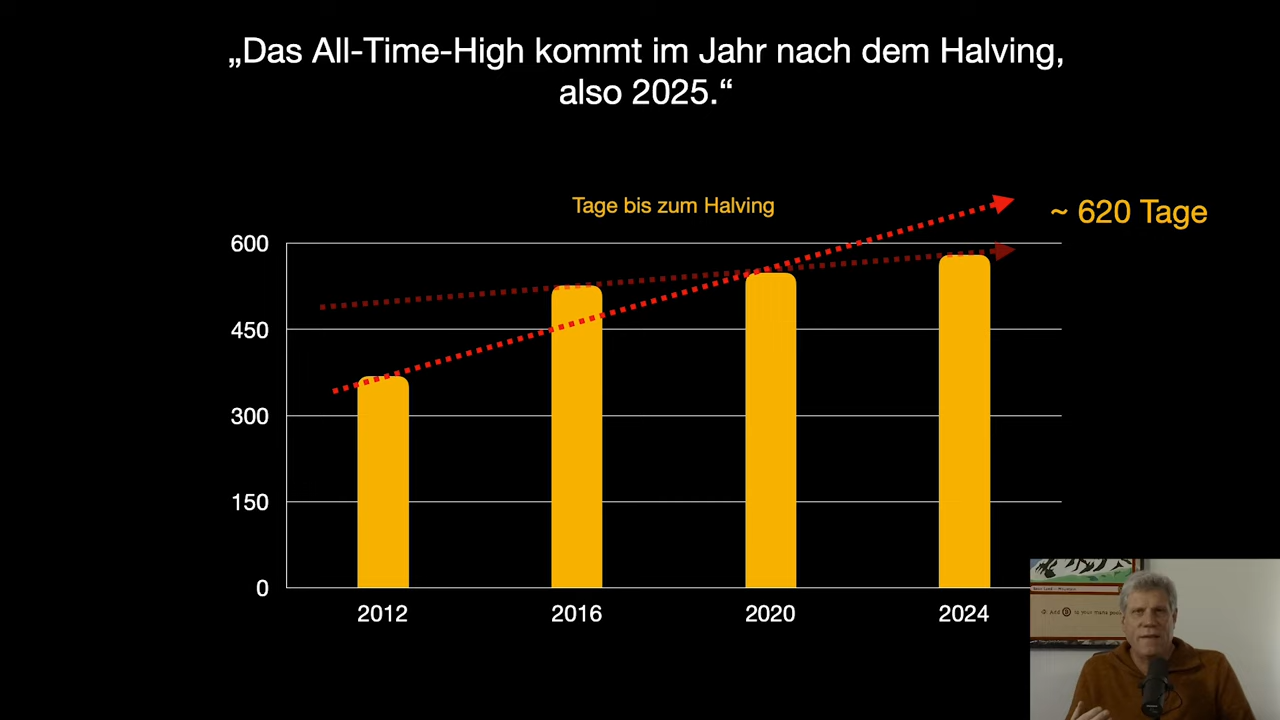 „Das All-Time-High kommt im Jahr nach dem Halving,
also 2025.“
Tage bis zum Halving
~ 620 Tage
600
450
300
150
0
2012
2016
2020
2024